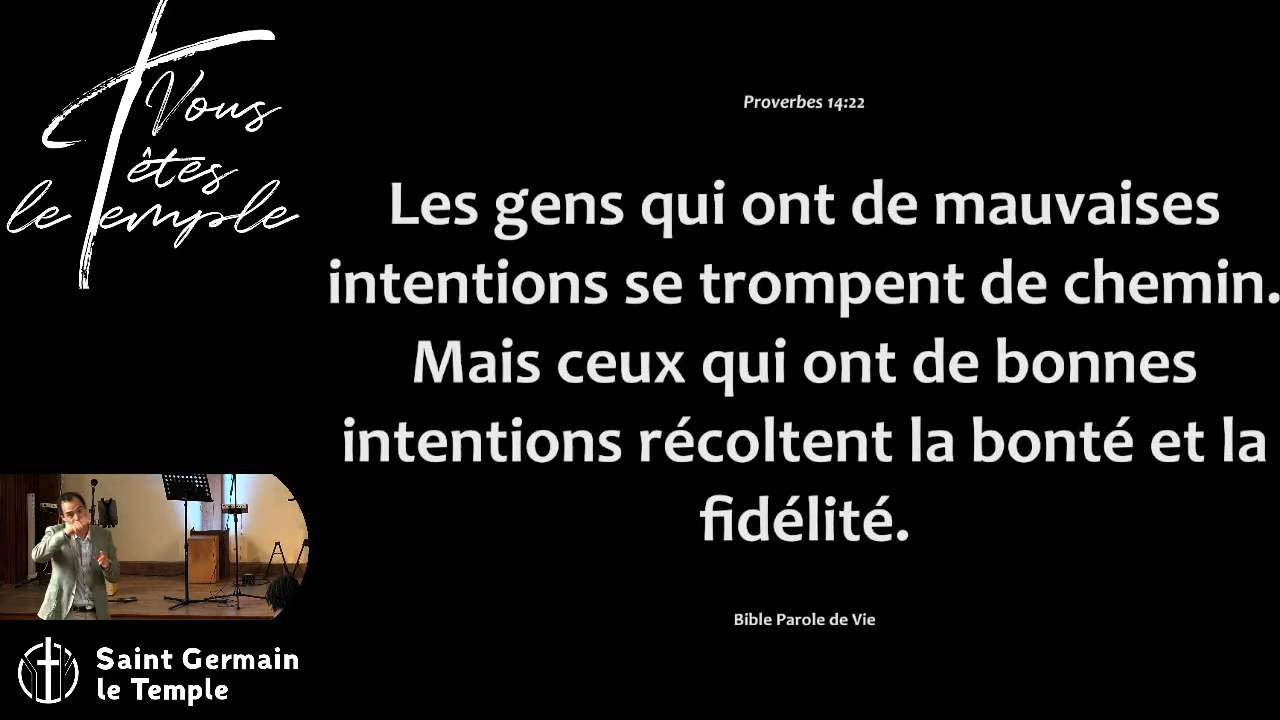 Vous
êtes
le Temple
Proverbes 14:22
Les gens qui ont de mauvaises
intentions se trompent de chemin.
Mais ceux qui ont de bonnes
intentions récoltent la bonté et la
fidélité.
Bible Parole de Vie
Saint Germain
le Temple